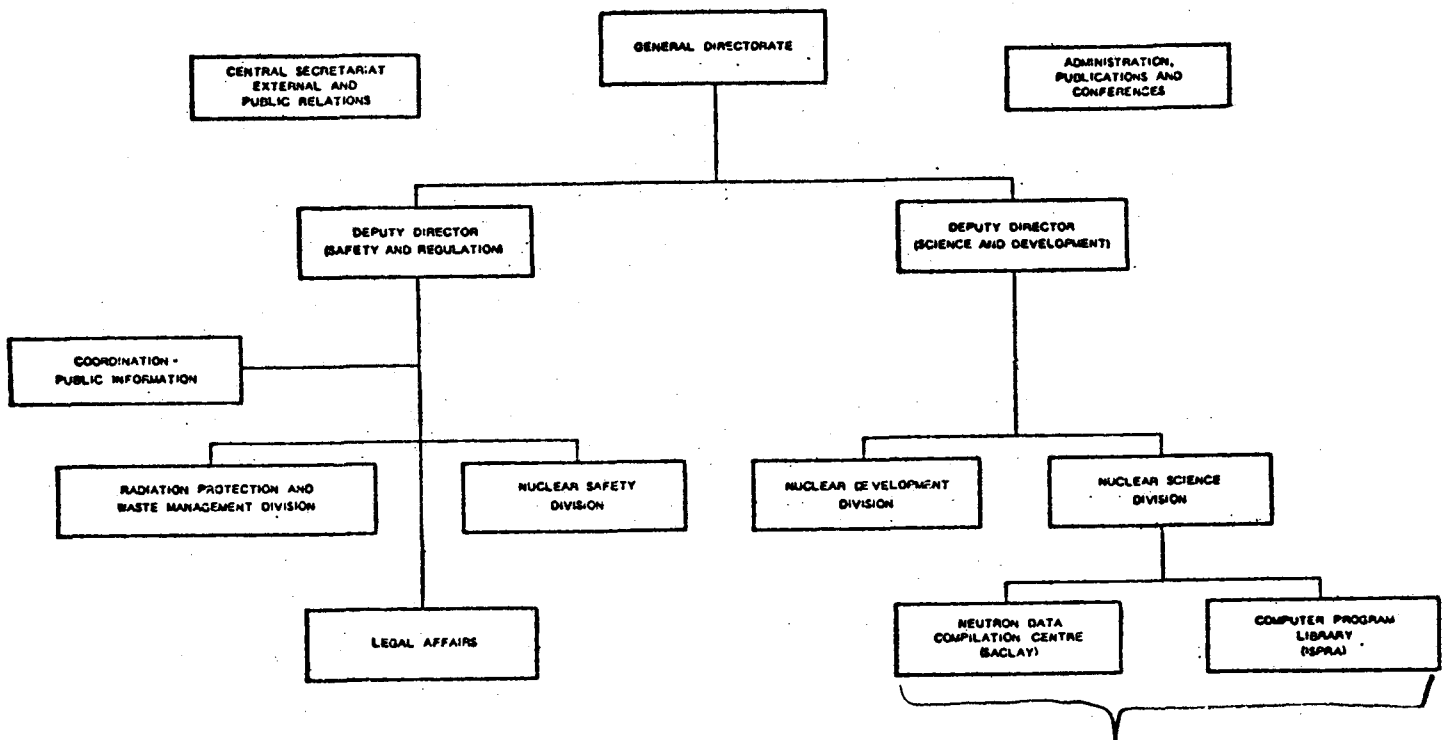 GENERAL DIRECTORATE
CENTRAL SECRETARIAT
EXTERNAL AND
PUBLIC RELATIONS
ADMINISTRATION,
PUBLICATIONS AND
CONFERENCES
DEPUTY DIRECTOR
(SAFETY AND REGULATION)
DEPUTY DIRECTOR
(SCIENCE AND DEVELOPMENT)
COORDINATION -
PUBLIC INFORMATION
RADIATION PROTECTION AND
WASTE MANAGEMENT DIVISION
NUCLEAR SAFETY
DIVISION
NUCLEAR DEVELOPMENT
DIVISION
NUCLEAR SCIENCE
DIVISION
LEGAL AFFAIRS
NEUTRON DATA
COMPILATION CENTRE
(SACLAY)
COMPUTER PROGRAM
LIBRARY
(ISPRA)